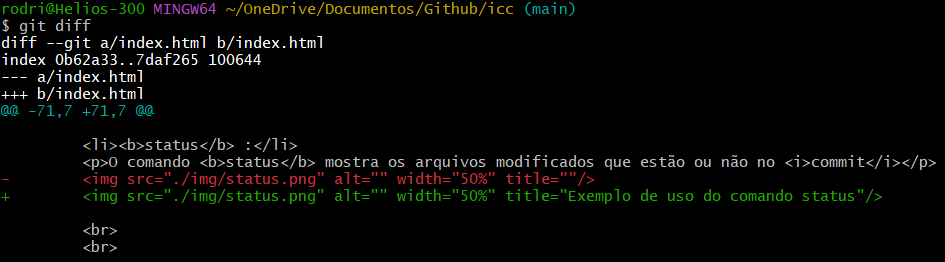 rodri@Helios-300 MINGW64 ~/OneDrive/Documentos/Github/icc (main)
$ git diff
diff --git a/index.html b/index.html
index 0b62a33..7daf265 100644
--- a/index.html
+++ b/index.html
@@ -71,7 +71,7 @@

        <li><b>status</b> :</li>
        <p>O comando <b>status</b> mostra os arquivos modificados que estão ou não no <i>commit</i></p>
-       <img src="./img/status.png" alt="" width="50%" title=""/>
+       <img src="./img/status.png" alt="" width="50%" title="Exemplo de uso do comando status"/>

        <br>
        <br>